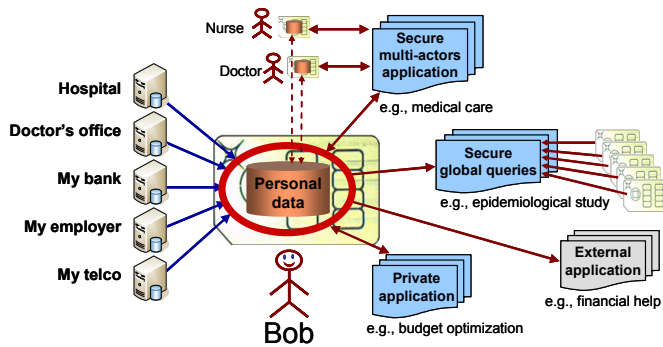 Nurse
Doctor
Secure
multi-actors
application
e.g., medical care
Hospital
Doctor's office
My bank
My employer
My telco
Personal
data
Secure
global queries
e.g., epidemiological study
External
application
e.g., financial help
Private
application
e.g., budget optimization
Bob